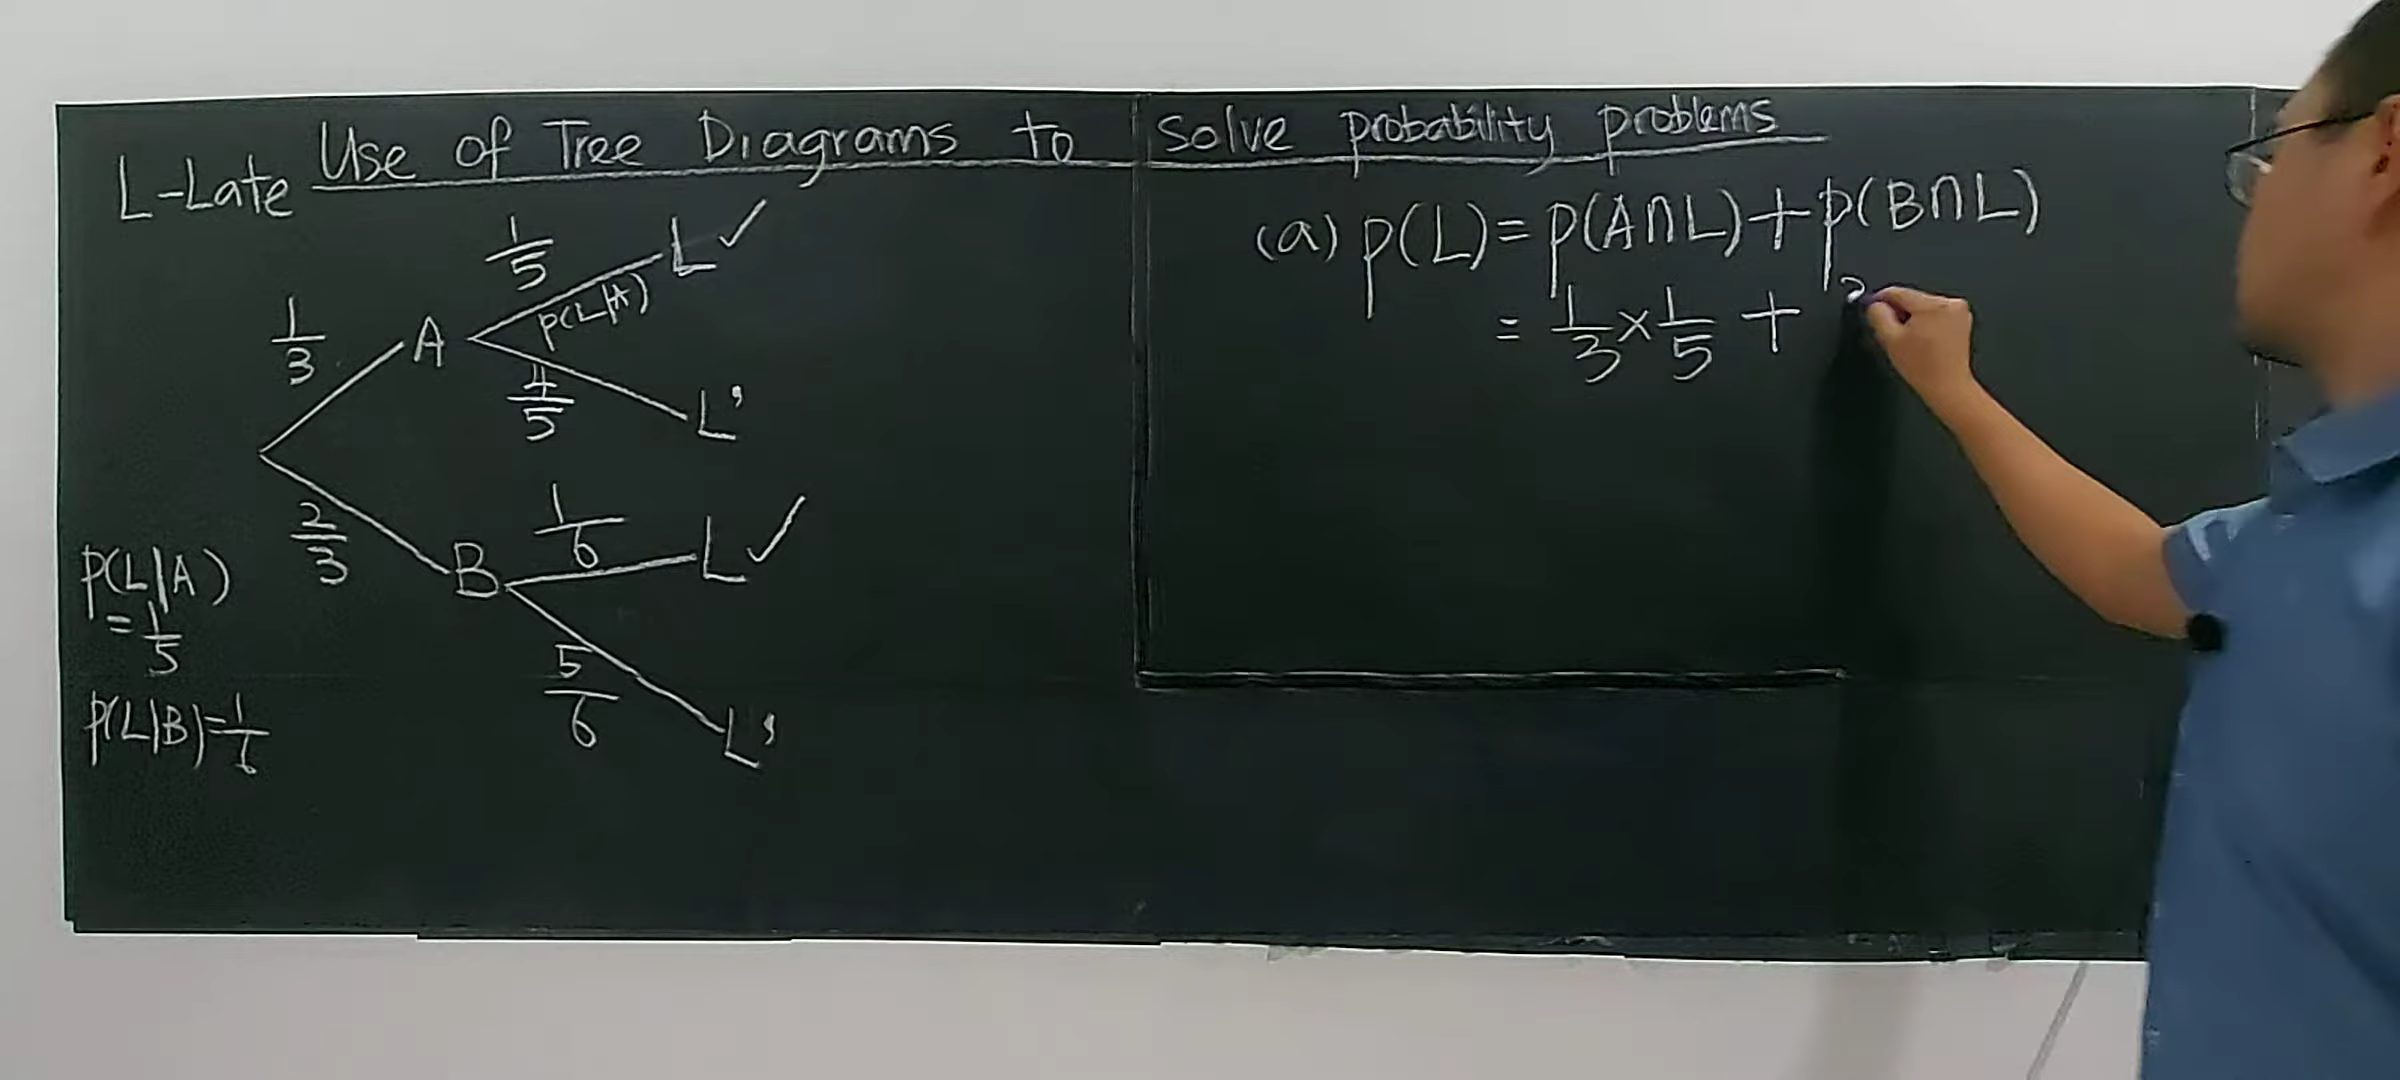 Use of Tree Diagrams to Solve probability problems
L-Late
1/5
L ✓
P(L|A)
1/3
A
4/5
L'
2/3
B
1/6
L ✓
5/6
L'
P(L|A)
= 1/5
P(L|B)=1/6
(a) P(L)=P(A∩L)+P(B∩L)
= 1/3 × 1/5 + 2